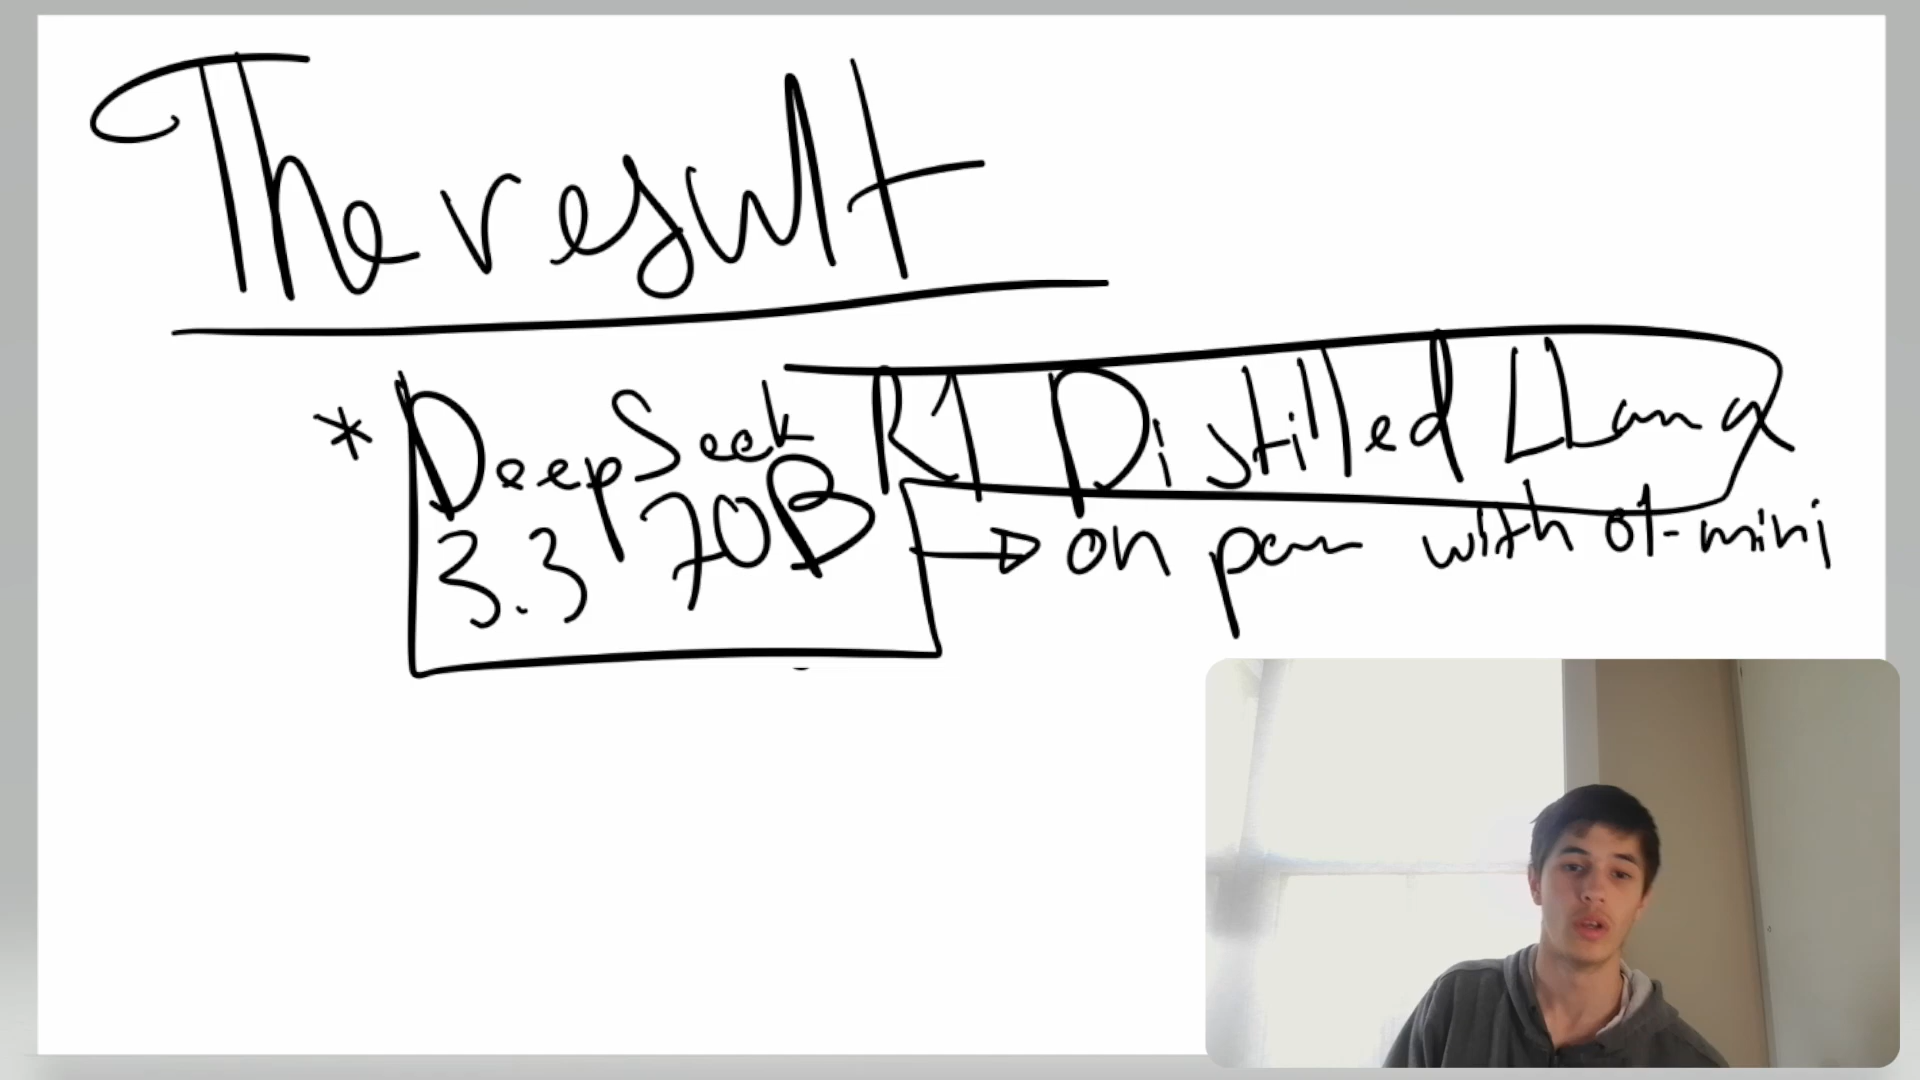 The result
* DeepSeek R1 Distilled LLama
3.3 70B → on par with o1-mini